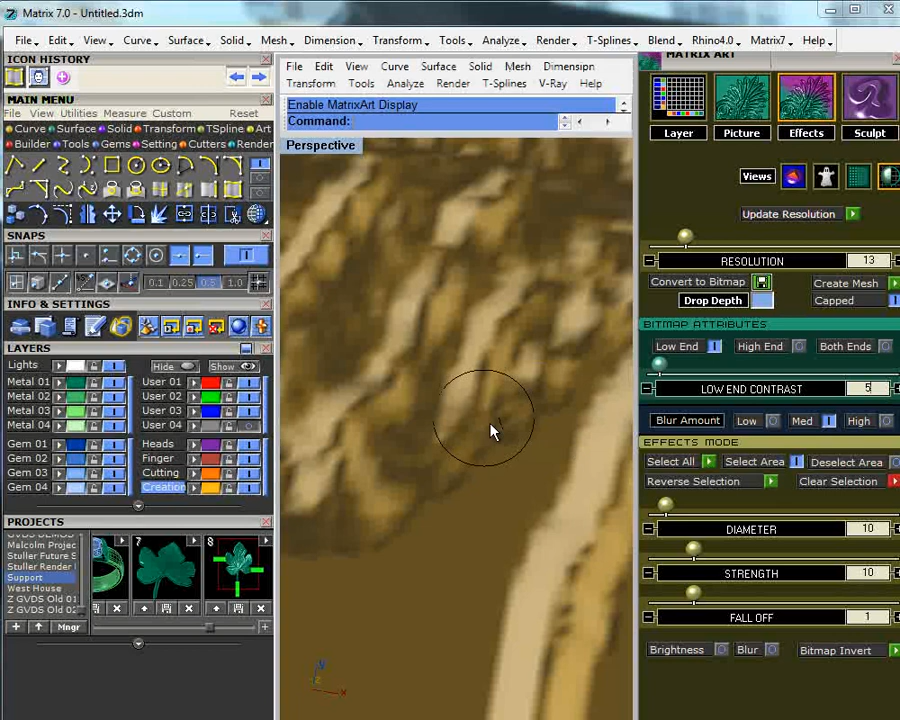 Matrix 7.0 - Untitled.3dm
File Edit View Curve Surface Solid Mesh Dimension Transform Tools Analyze Render T-Splines Blend Rhino4.0 Matrix7 Help
ICON HISTORY
MAIN MENU
File View Utilities Measure Custom Reset
Curve Surface Solid Transform TSpline Art
Builder Tools Gems Setting Cutters Render
SNAPS
0.1 0.25 0.5 1.0
INFO & SETTINGS
LAYERS
Lights Hide Show
Metal 01 User 01
Metal 02 User 02
Metal 03 User 03
Metal 04 User 04
Gem 01 Heads
Gem 02 Finger
Gem 03 Cutting
Gem 04 Creation
PROJECTS
Malcolm Projec
Stuller Future S
Stuller Render I
Support
West House
Z GVDS Old 01
Z GVDS Old 02
7 8
Mngr
File Edit View Curve Surface Solid Mesh Dimension
Transform Tools Analyze Render T-Splines V-Ray Help
Enable MatrixArt Display
Command:
Perspective
y
z
x
MATRIX ART
Layer Picture Effects Sculpt
Views
Update Resolution
RESOLUTION 13
Convert to Bitmap Create Mesh
Drop Depth Capped
BITMAP ATTRIBUTES
Low End High End Both Ends
LOW END CONTRAST 5
Blur Amount Low Med High
EFFECTS MODE
Select All Select Area Deselect Area
Reverse Selection Clear Selection
DIAMETER 10
STRENGTH 10
FALL OFF 1
Brightness Blur Bitmap Invert